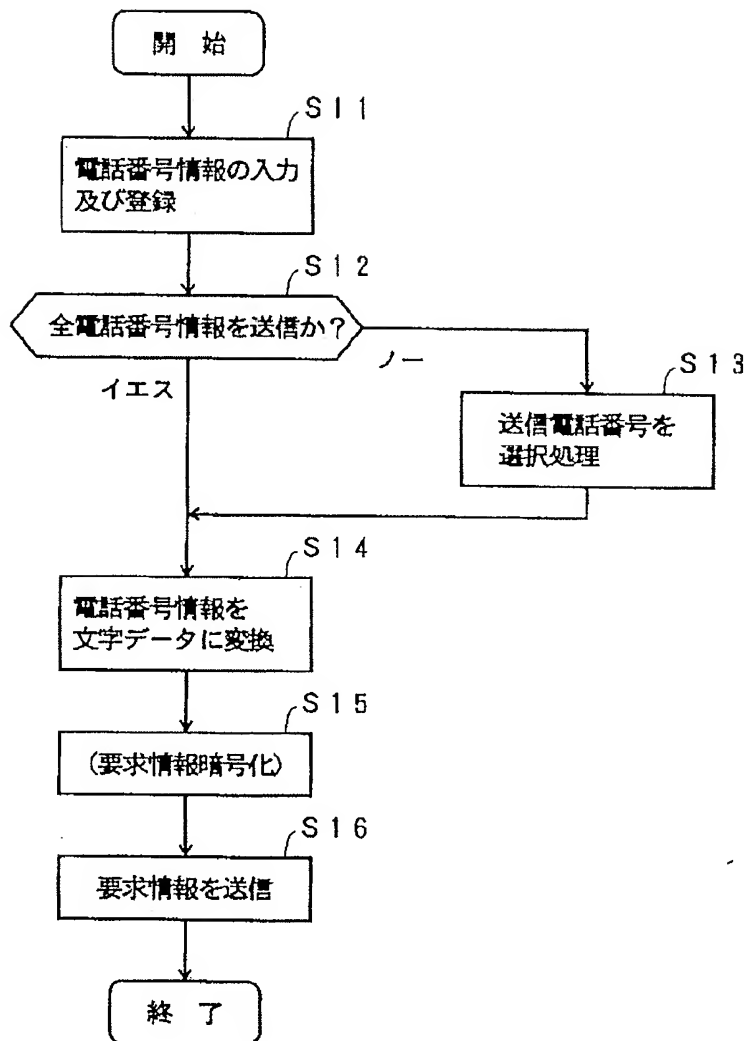 開 始
S11
電話番号情報の入力
及び登録
S12
全電話番号情報を送信か?
ノー
イエス
S13
送信電話番号を
選択処理
S14
電話番号情報を
文字データに変換
S15
(要求情報暗号化)
S16
要求情報を送信
終 了